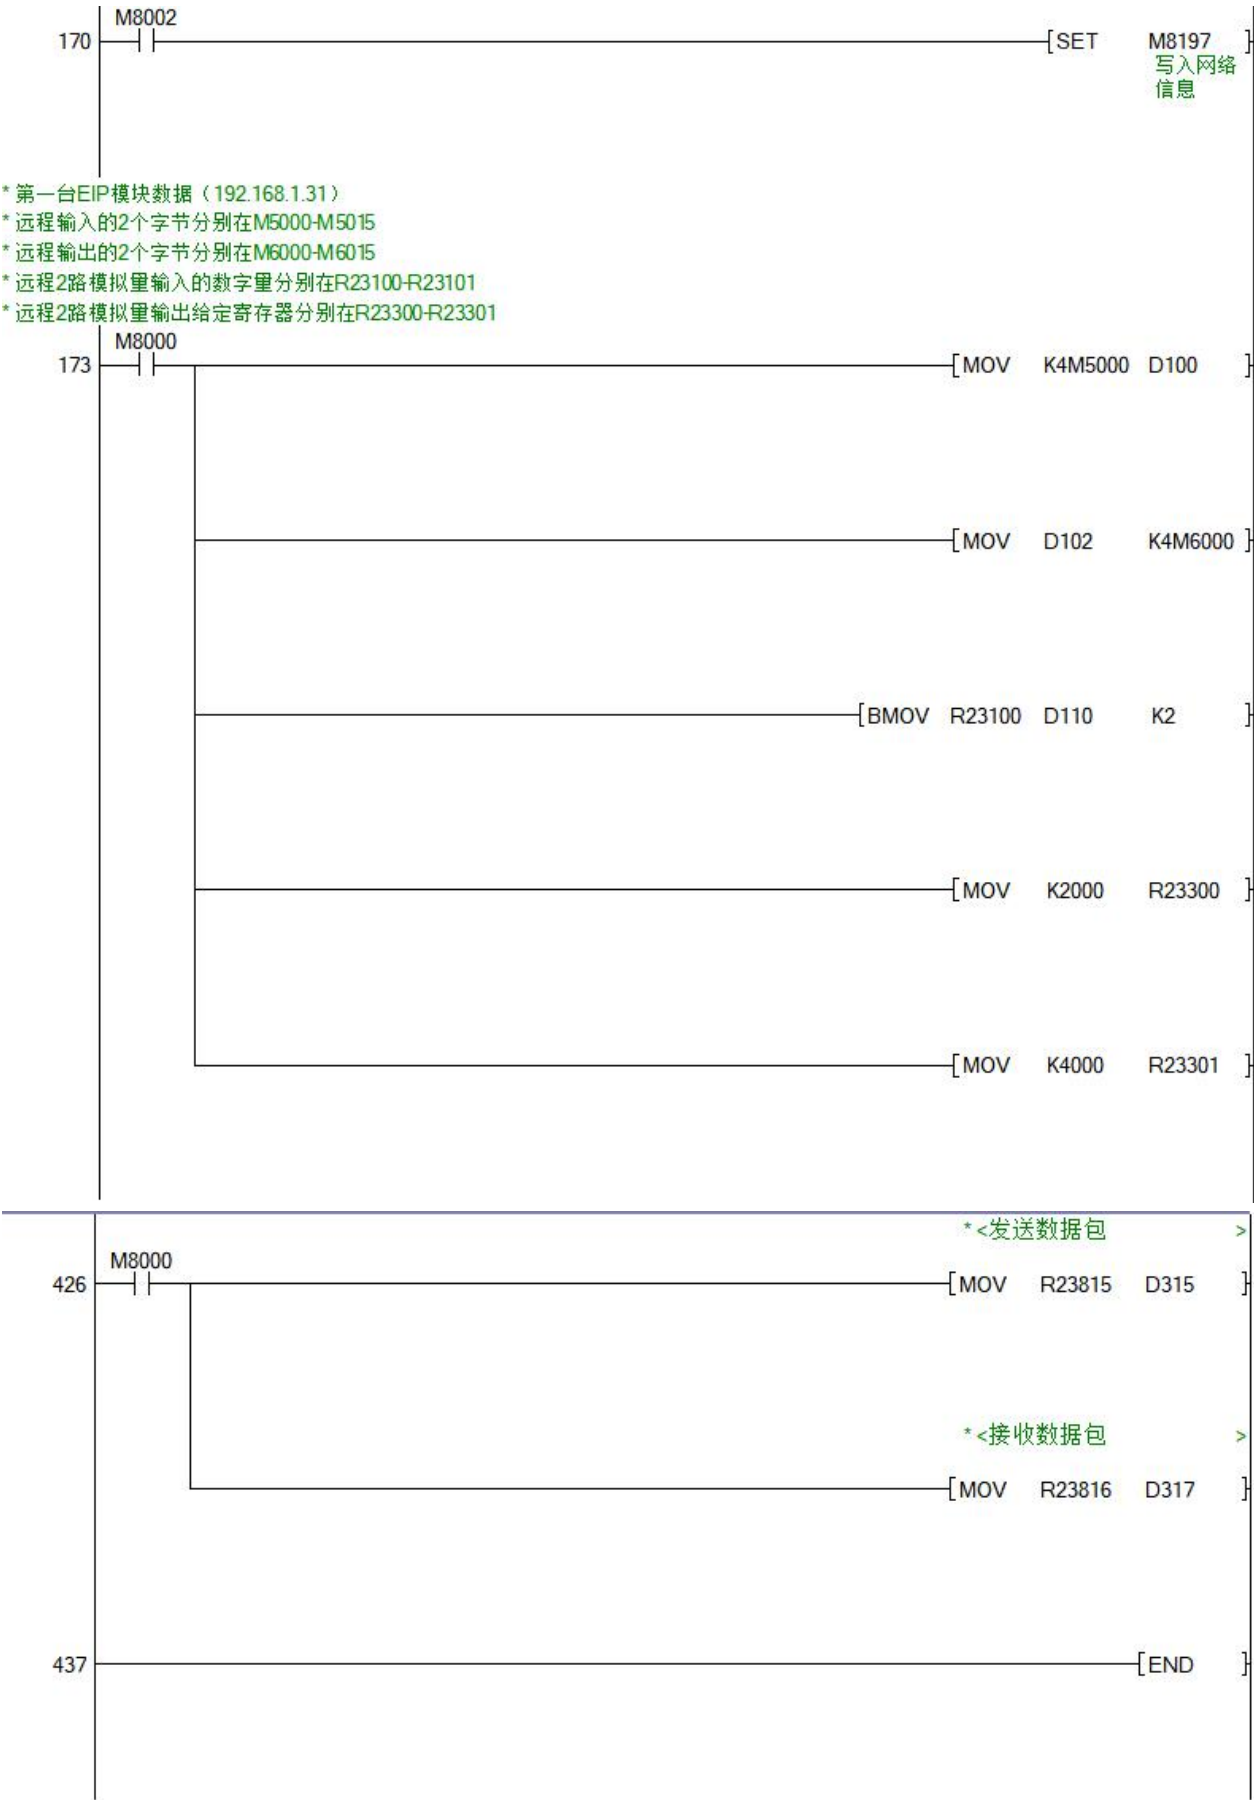 M8002
170 [SET M8197 ]
写入网络
信息
* 第一台EIP模块数据（192.168.1.31）
* 远程输入的2个字节分别在M5000-M5015
* 远程输出的2个字节分别在M6000-M6015
* 远程2路模拟量输入的数字量分别在R23100-R23101
* 远程2路模拟量输出给定寄存器分别在R23300-R23301
M8000
173 [MOV K4M5000 D100 ]
[MOV D102 K4M6000 ]
[BMOV R23100 D110 K2 ]
[MOV K2000 R23300 ]
[MOV K4000 R23301 ]
* <发送数据包 >
M8000
426 [MOV R23815 D315 ]
* <接收数据包 >
[MOV R23816 D317 ]
437 [END ]